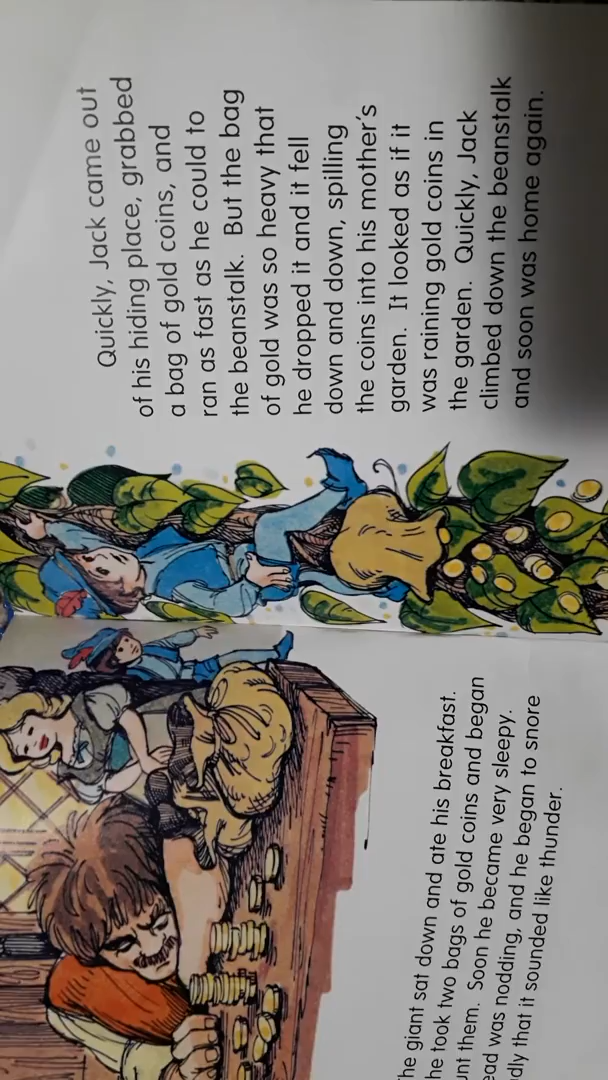 he giant sat down and ate his breakfast.
he took two bags of gold coins and began
unt them. Soon he became very sleepy.
ead was nodding, and he began to snore
dly that it sounded like thunder.
Quickly, Jack came out
of his hiding place, grabbed
a bag of gold coins, and
ran as fast as he could to
the beanstalk. But the bag
of gold was so heavy that
he dropped it and it fell
down and down, spilling
the coins into his mother's
garden. It looked as if it
was raining gold coins in
the garden. Quickly, Jack
climbed down the beanstalk
and soon was home again.